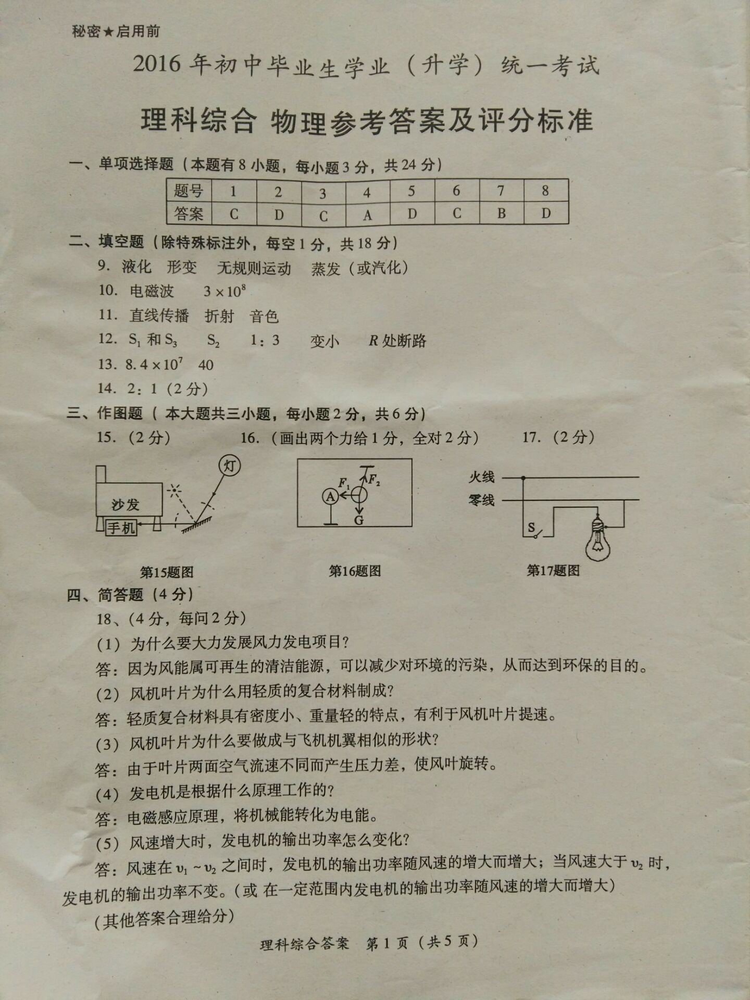 秘密★启用前
2016 年初中毕业生学业（升学）统一考试
理科综合 物理参考答案及评分标准
一、单项选择题（本题有 8 小题，每小题 3 分，共 24 分）
题号 1 2 3 4 5 6 7 8
答案 C D C A D C B D
二、填空题（除特殊标注外，每空 1 分，共 18 分）
9. 液化 形变 无规则运动 蒸发（或汽化）
10. 电磁波 3×10⁸
11. 直线传播 折射 音色
12. S₁ 和 S₃ S₂ 1：3 变小 R 处断路
13. 8.4×10⁷ 40
14. 2：1（2 分）
三、作图题（ 本大题共三小题，每小题 2 分，共 6 分）
15.（2 分） 16.（画出两个力给 1 分，全对 2 分） 17.（2 分）
灯
沙发
手机
F₁
F₂
A
G
火线
零线
S
第15题图 第16题图 第17题图
四、简答题（4 分）
18、（4 分，每问 2 分）
（1）为什么要大力发展风力发电项目？
答：因为风能属可再生的清洁能源，可以减少对环境的污染，从而达到环保的目的。
（2）风机叶片为什么用轻质的复合材料制成？
答：轻质复合材料具有密度小、重量轻的特点，有利于风机叶片提速。
（3）风机叶片为什么要做成与飞机机翼相似的形状？
答：由于叶片两面空气流速不同而产生压力差，使风叶旋转。
（4）发电机是根据什么原理工作的？
答：电磁感应原理，将机械能转化为电能。
（5）风速增大时，发电机的输出功率怎么变化？
答：风速在 υ₁ ~ υ₂ 之间时，发电机的输出功率随风速的增大而增大；当风速大于 υ₂ 时，
发电机的输出功率不变。（或 在一定范围内发电机的输出功率随风速的增大而增大）
（其他答案合理给分）
理科综合答案 第 1 页（共 5 页）